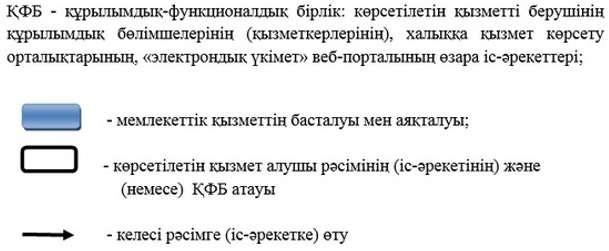 ҚФБ - құрылымдық-функционалдық бірлік: көрсетілетін қызметті берушінің
құрылымдық бөлімшелерінің (қызметкерлерінің), халыққа қызмет көрсету
орталықтарының, «электрондық үкімет» веб-порталының өзара іс-әрекеттері;
- мемлекеттік қызметтің басталуы мен аяқталуы;
- көрсетілетін қызмет алушы рәсімінің (іс-әрекетінің) және
(немесе) ҚФБ атауы
- келесі рәсімге (іс-әрекетке) өту